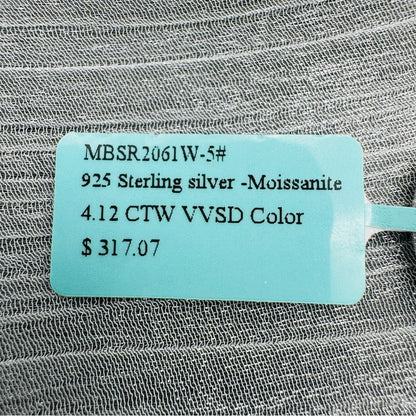 MBSR2061W-5#
925 Sterling silver -Moissanite
4.12 CTW VVSD Color
$ 317.07